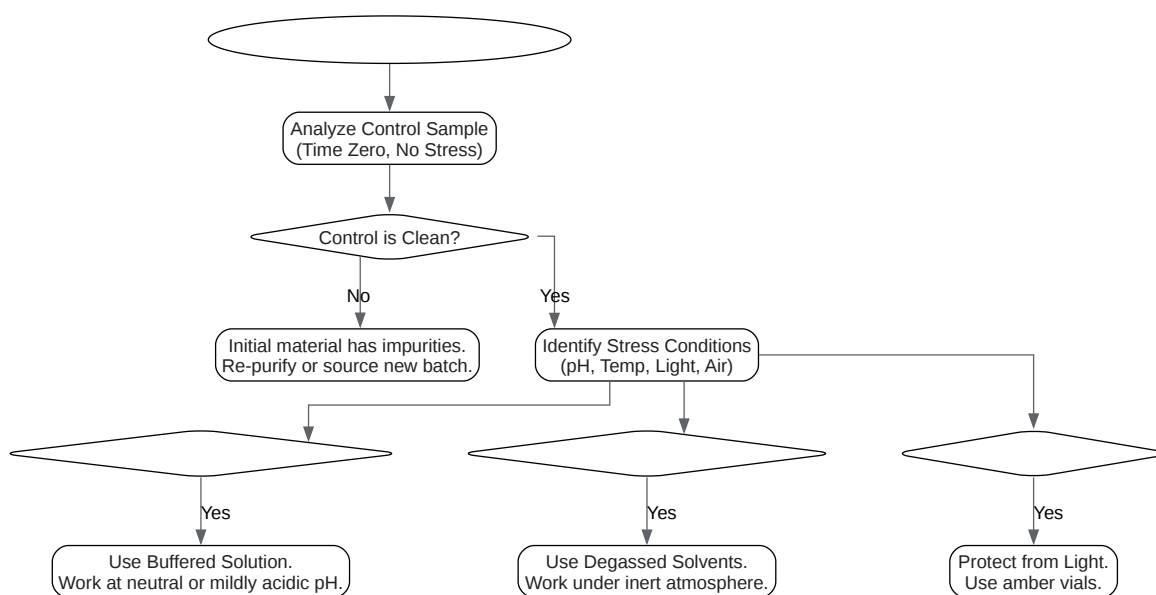 Analyze Control Sample
(Time Zero, No Stress)
Control is Clean?
No
Yes
Initial material has impurities.
Re-purify or source new batch.
Identify Stress Conditions
(pH, Temp, Light, Air)
Yes
Yes
Yes
Use Buffered Solution.
Work at neutral or mildly acidic pH.
Use Degassed Solvents.
Work under inert atmosphere.
Protect from Light.
Use amber vials.